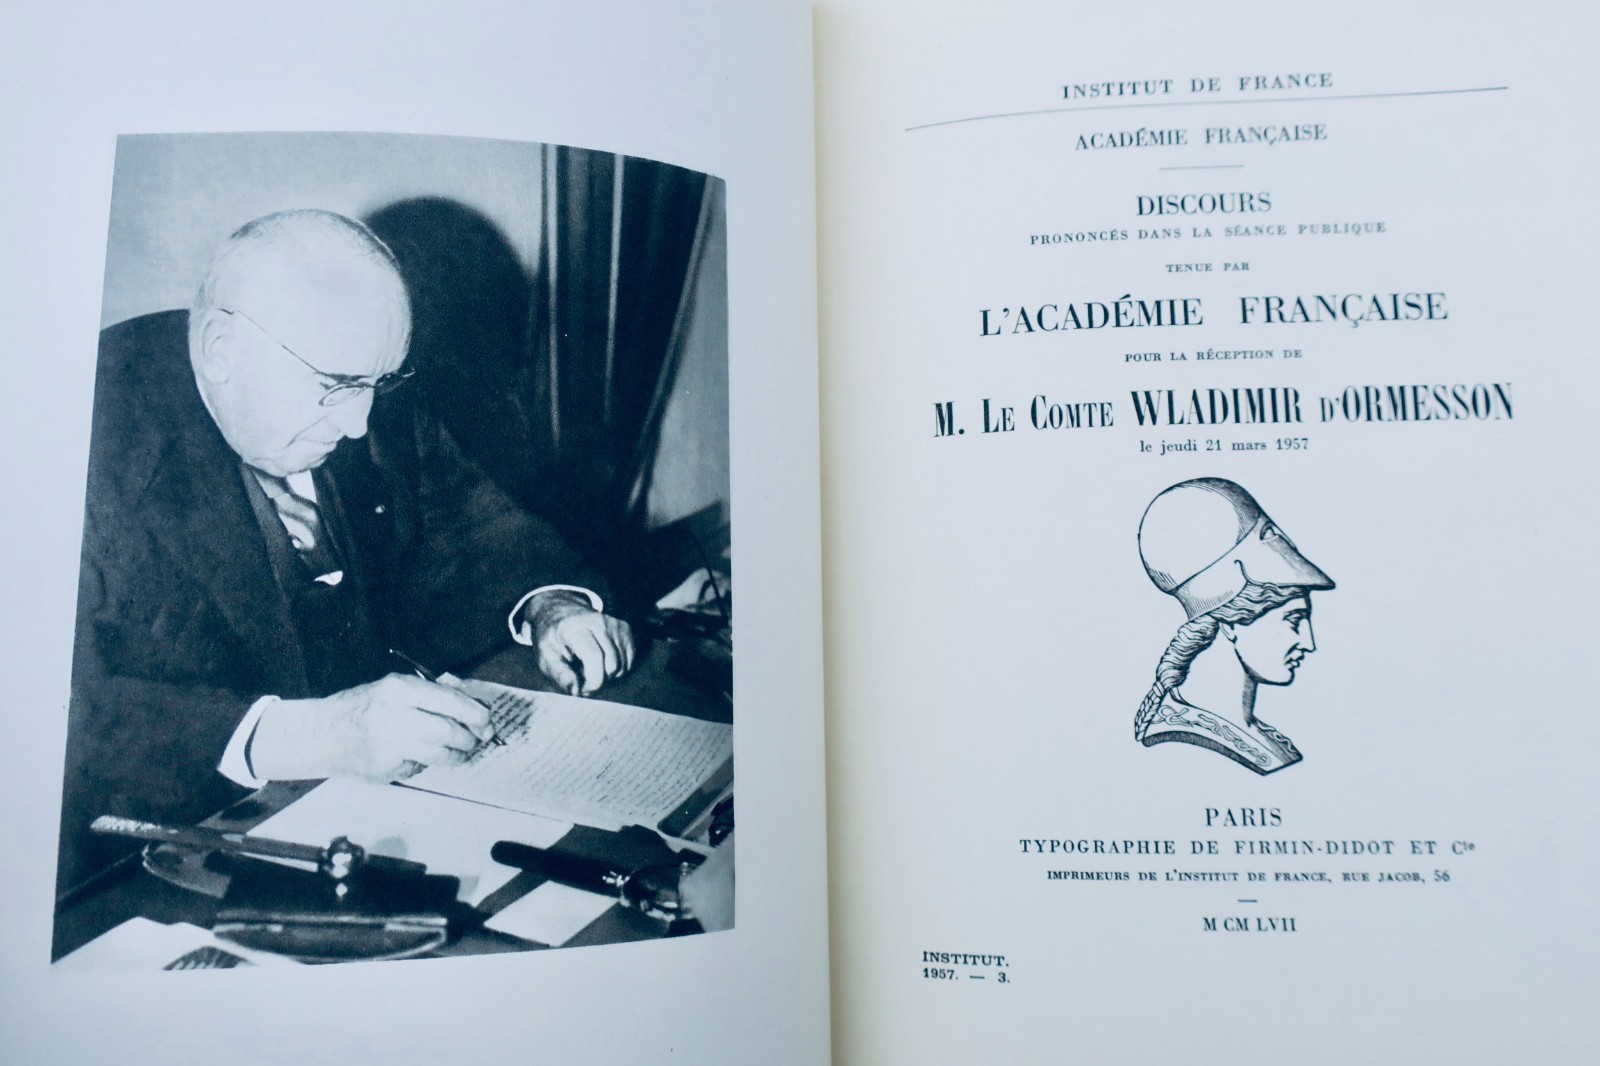 INSTITUT DE FRANCE
ACADÉMIE FRANÇAISE
DISCOURS
PRONONCÉS DANS LA SÉANCE PUBLIQUE
TENUE PAR
L'ACADÉMIE FRANÇAISE
POUR LA RÉCEPTION DE
M. LE COMTE WLADIMIR D'ORMESSON
le jeudi 21 mars 1957
PARIS
TYPOGRAPHIE DE FIRMIN-DIDOT ET Cie
IMPRIMEURS DE L'INSTITUT DE FRANCE, RUE JACOB, 56
M CM LVII
INSTITUT.
1957. — 3.